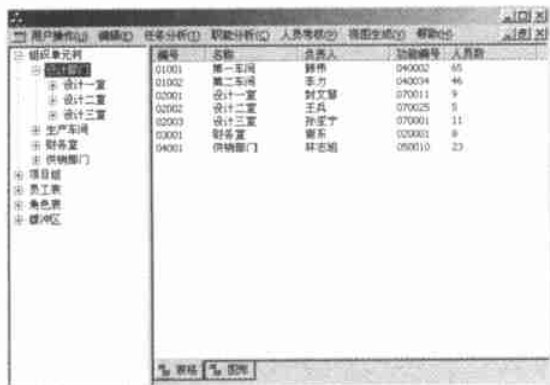 用户操作(U) 编辑(E) 任务分析(T) 职能分析(C) 人员考核(P) 视图生成(V) 帮助(H)
组织单元树
设计部门
设计一室
设计二室
设计三室
生产车间
财务室
供销部门
项目组
员工表
角色表
缓冲区
编号 名称 负责人 功能编号 人员数
01001 第一车间 韩伟 040002 65
01002 第二车间 李力 040034 46
02001 设计一室 封文慧 070011 9
02002 设计二室 王兵 070025 5
02003 设计三室 孙亚宁 070001 11
03001 财务室 020001 8
04001 供销部门 林志旭 050010 23
表格 图形